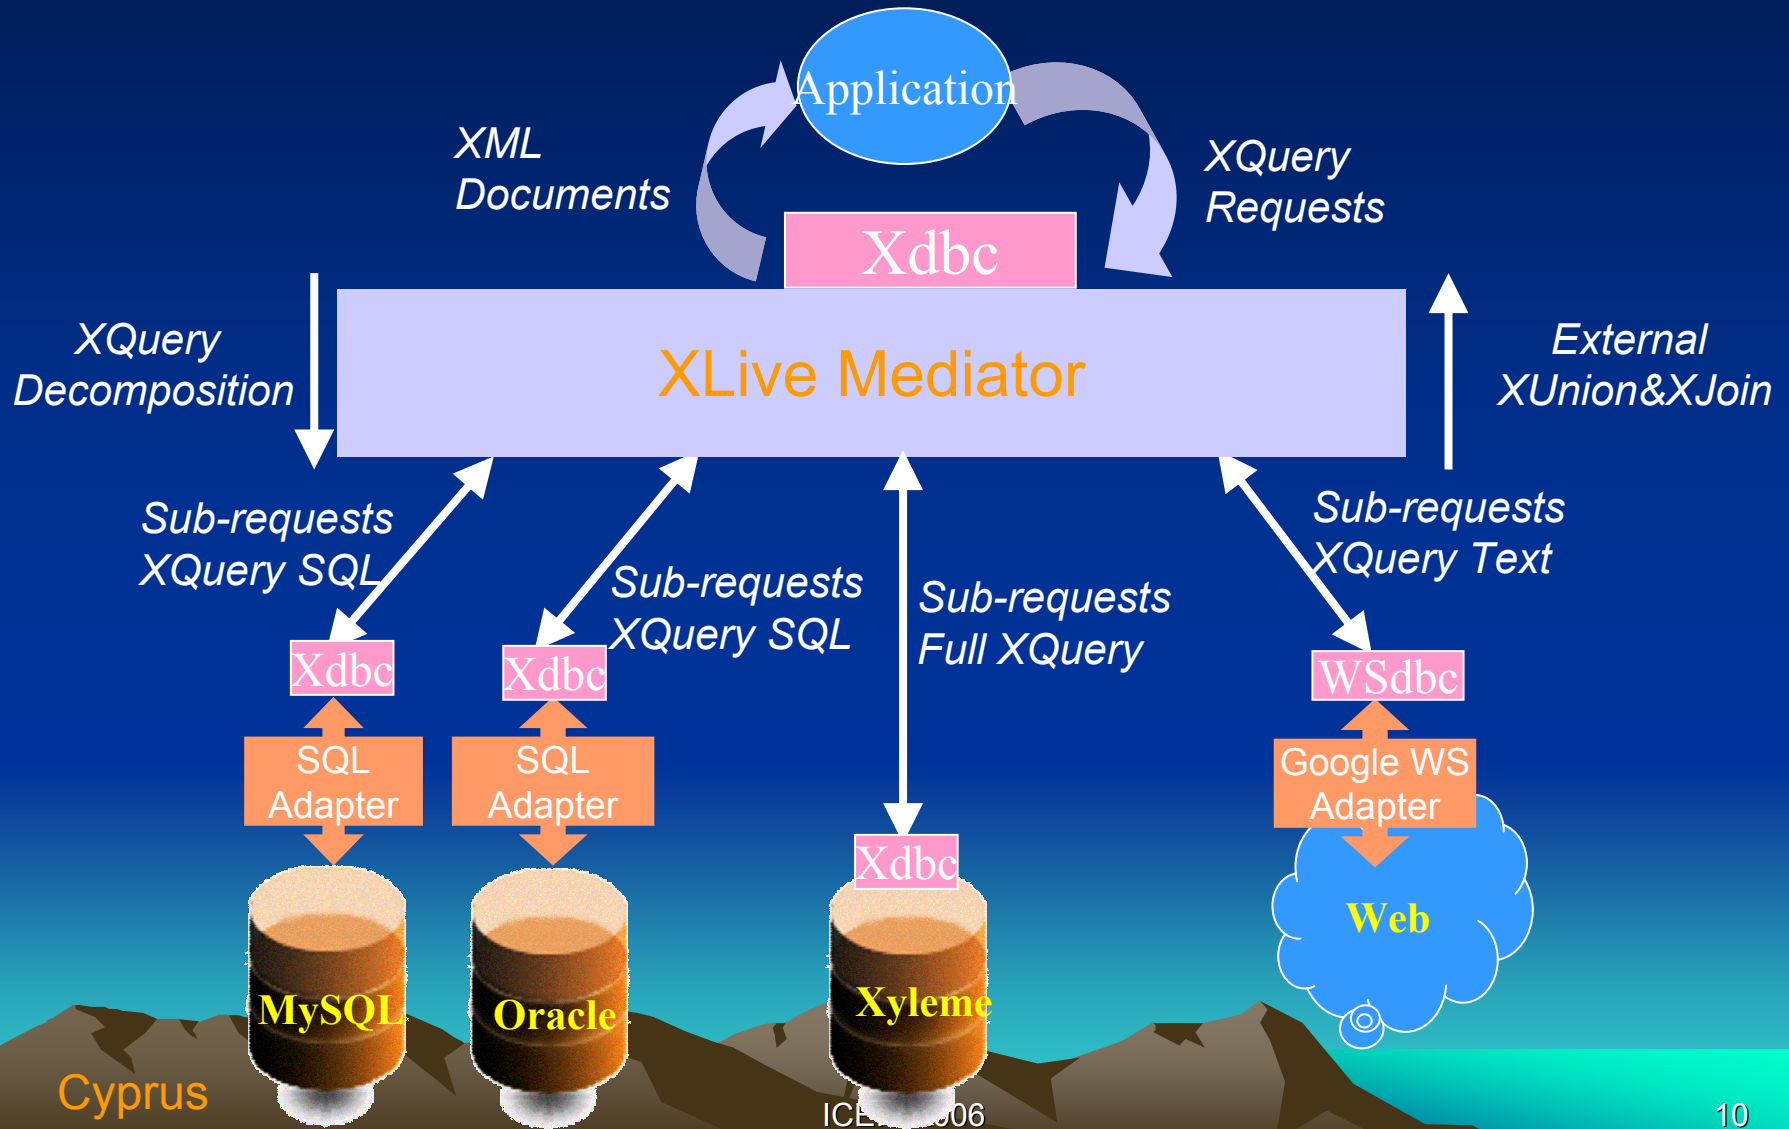 Application
XML
Documents
XQuery
Requests
Xdbc
XQuery
Decomposition
XLive Mediator
External
XUnion&XJoin
Sub-requests
XQuery SQL
Sub-requests
XQuery SQL
Sub-requests
Full XQuery
Sub-requests
XQuery Text
Xdbc
Xdbc
WSdbc
SQL
Adapter
SQL
Adapter
Google WS
Adapter
Xdbc
MySQL
Oracle
Xyleme
Web
Cyprus
10